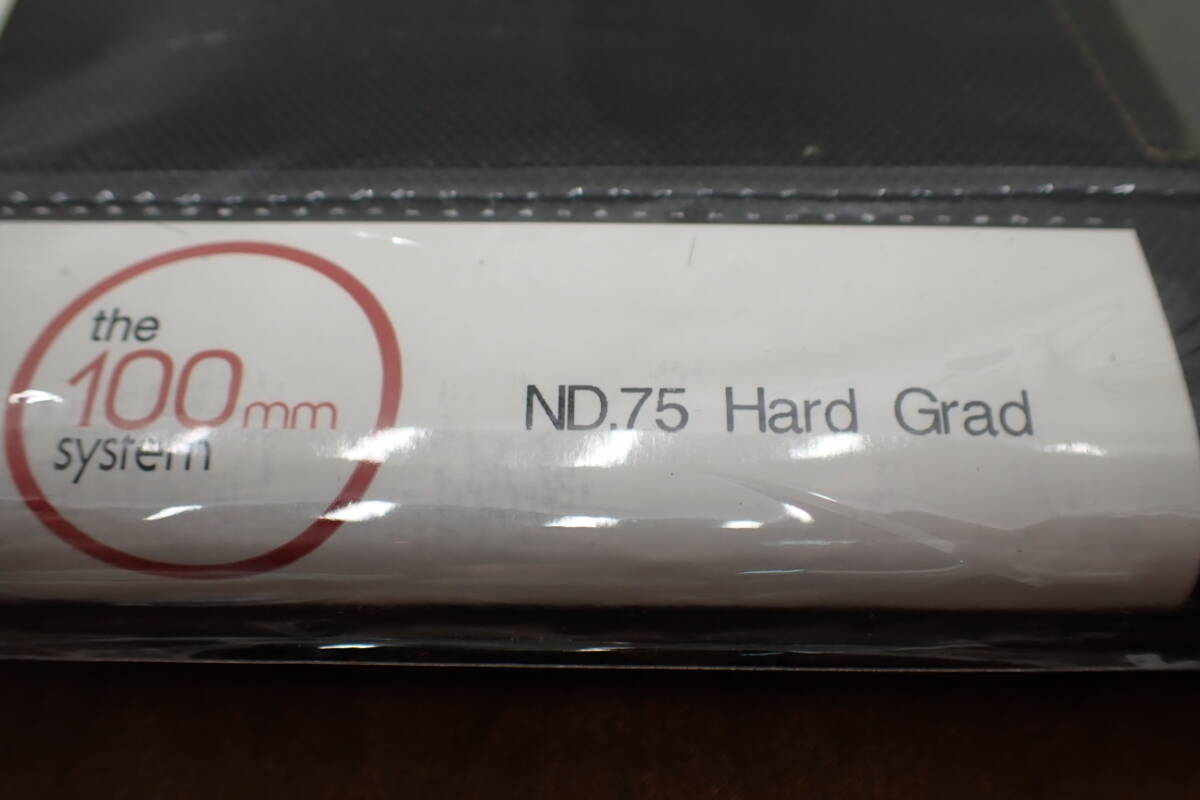 the
100mm
system
ND.75 Hard Grad